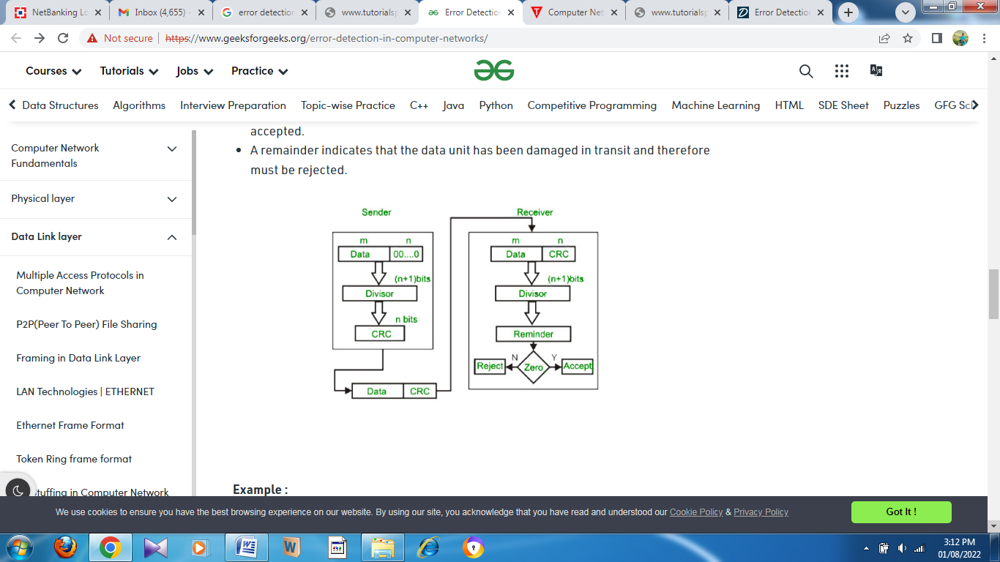 NetBanking Lo
Inbox (4,655) -
error detection
www.tutorialsp
Error Detection
Computer Net
www.tutorialsp
Error Detection
Not secure
https://www.geeksforgeeks.org/error-detection-in-computer-networks/
Courses
Tutorials
Jobs
Practice
Data Structures
Algorithms
Interview Preparation
Topic-wise Practice
C++
Java
Python
Competitive Programming
Machine Learning
HTML
SDE Sheet
Puzzles
GFG Sch
Computer Network
Fundamentals
Physical layer
Data Link layer
Multiple Access Protocols in
Computer Network
P2P(Peer To Peer) File Sharing
Framing in Data Link Layer
LAN Technologies | ETHERNET
Ethernet Frame Format
Token Ring frame format
tuffing in Computer Network
accepted.
• A remainder indicates that the data unit has been damaged in transit and therefore
must be rejected.
Sender
m n
Data 00....0
(n+1)bits
Divisor
n bits
CRC
Data CRC
Receiver
m n
Data CRC
(n+1)bits
Divisor
Reminder
N Y
Reject Zero Accept
Example :
We use cookies to ensure you have the best browsing experience on our website. By using our site, you acknowledge that you have read and understood our Cookie Policy & Privacy Policy
Got It !
3:12 PM
01/08/2022